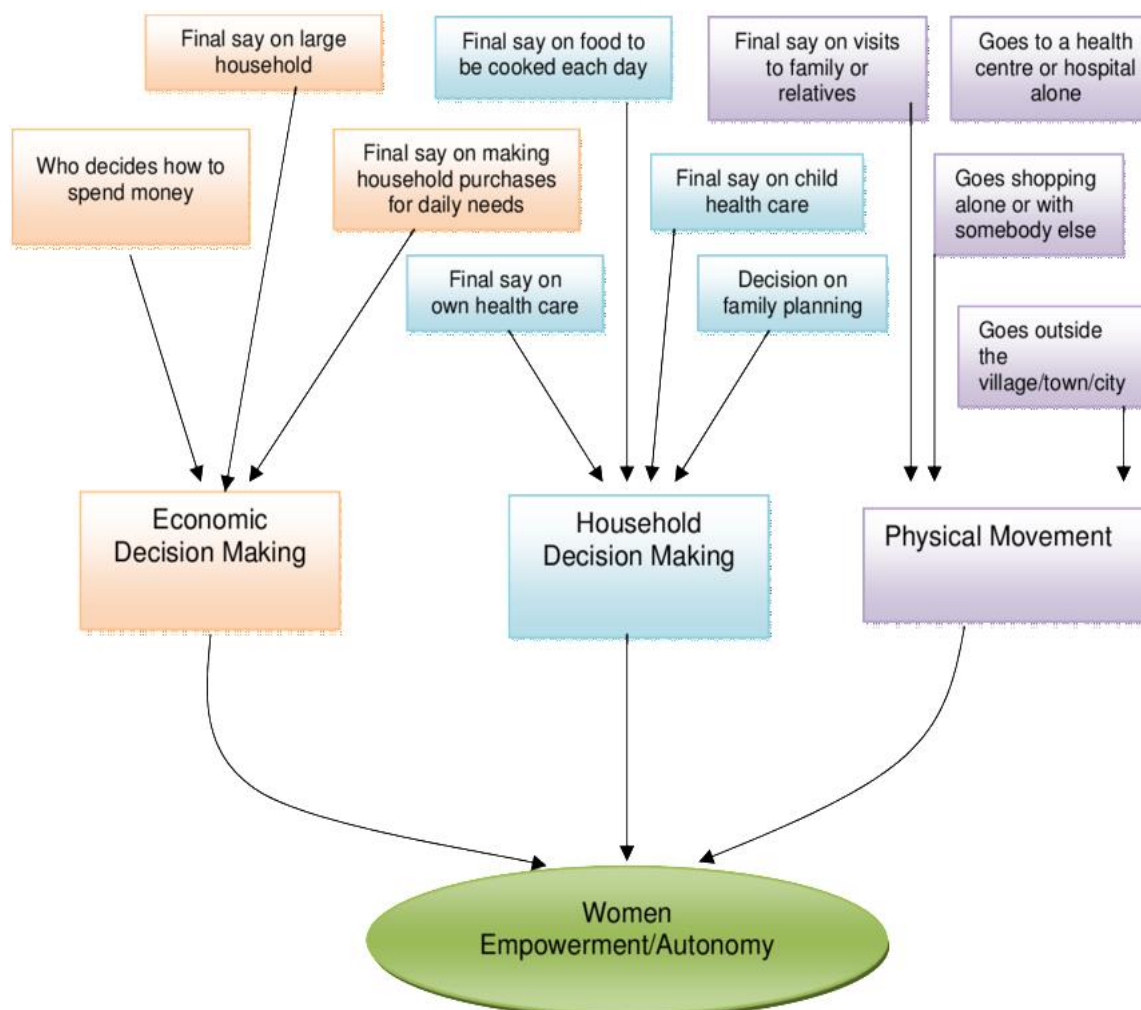 Final say on large
household
Final say on food to
be cooked each day
Final say on visits
to family or
relatives
Goes to a health
centre or hospital
alone
Who decides how to
spend money
Final say on making
household purchases
for daily needs
Final say on child
health care
Goes shopping
alone or with
somebody else
Final say on
own health care
Decision on
family planning
Goes outside
the
village/town/city
Economic
Decision Making
Household
Decision Making
Physical Movement
Women
Empowerment/Autonomy